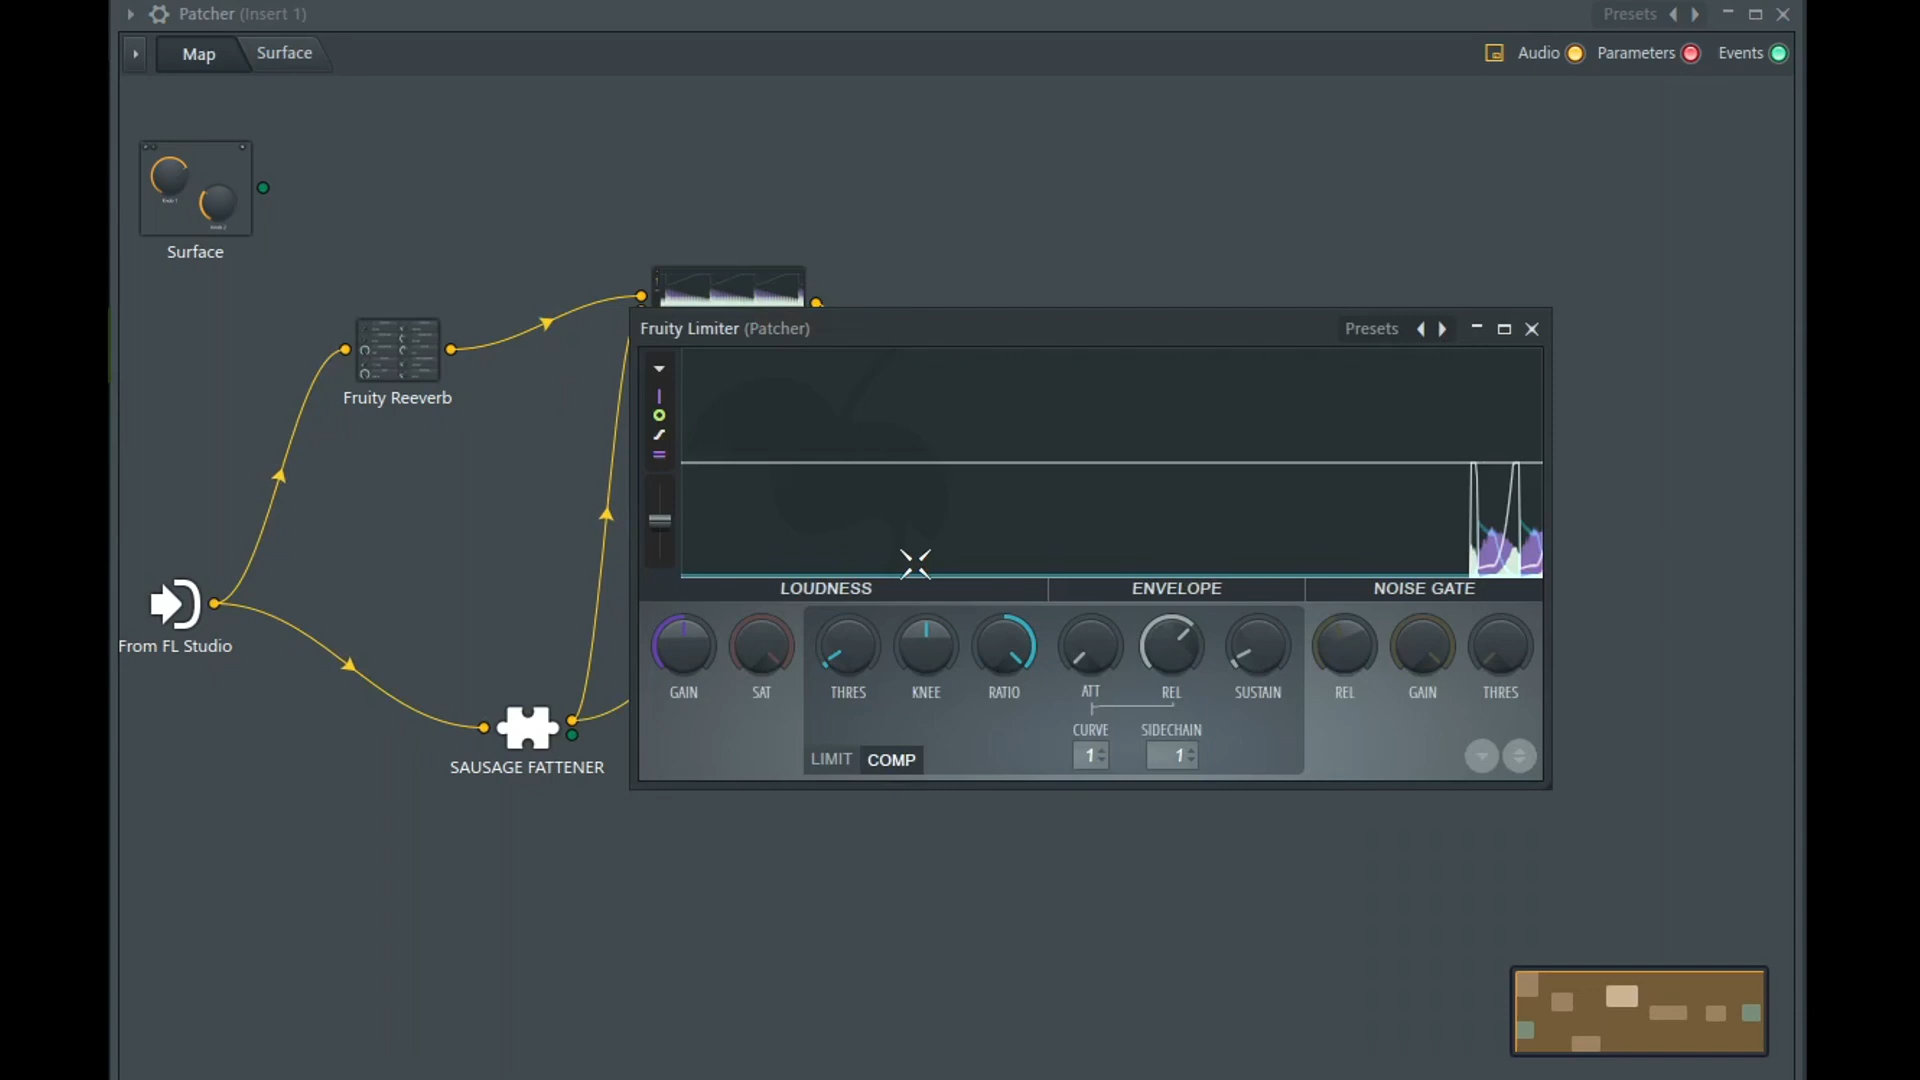 Patcher (Insert 1)
Presets
Map
Surface
Audio
Parameters
Events
Surface
Fruity Limiter (Patcher)
Presets
Fruity Reeverb
LOUDNESS
ENVELOPE
NOISE GATE
From FL Studio
GAIN
SAT
THRES
KNEE
RATIO
ATT
REL
SUSTAIN
REL
GAIN
THRES
CURVE
SIDECHAIN
1
1
LIMIT
COMP
SAUSAGE FATTENER